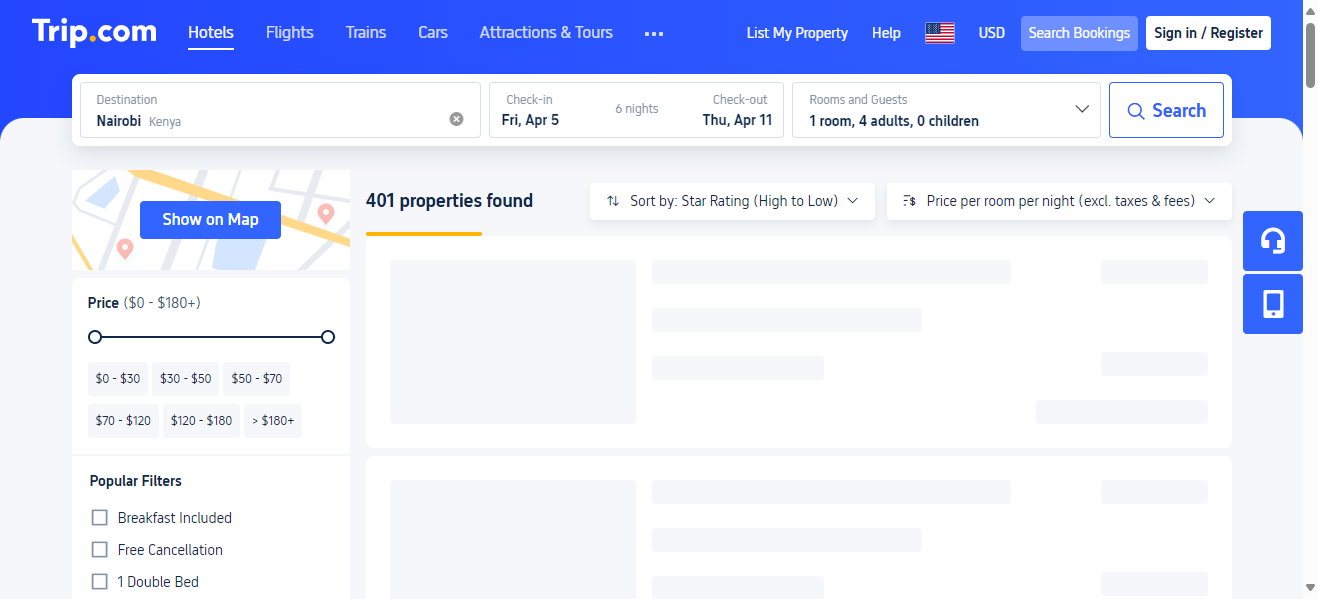 Trip.com
Hotels
Flights
Trains
Cars
Attractions & Tours
List My Property
Help
USD
Search Bookings
Sign in / Register
Destination
Nairobi Kenya
Check-in
Fri, Apr 5
6 nights
Check-out
Thu, Apr 11
Rooms and Guests
1 room, 4 adults, 0 children
Search
Show on Map
401 properties found
Sort by: Star Rating (High to Low)
Price per room per night (excl. taxes & fees)
Price ($0 - $180+)
$0 - $30
$30 - $50
$50 - $70
$70 - $120
$120 - $180
> $180+
Popular Filters
Breakfast Included
Free Cancellation
1 Double Bed